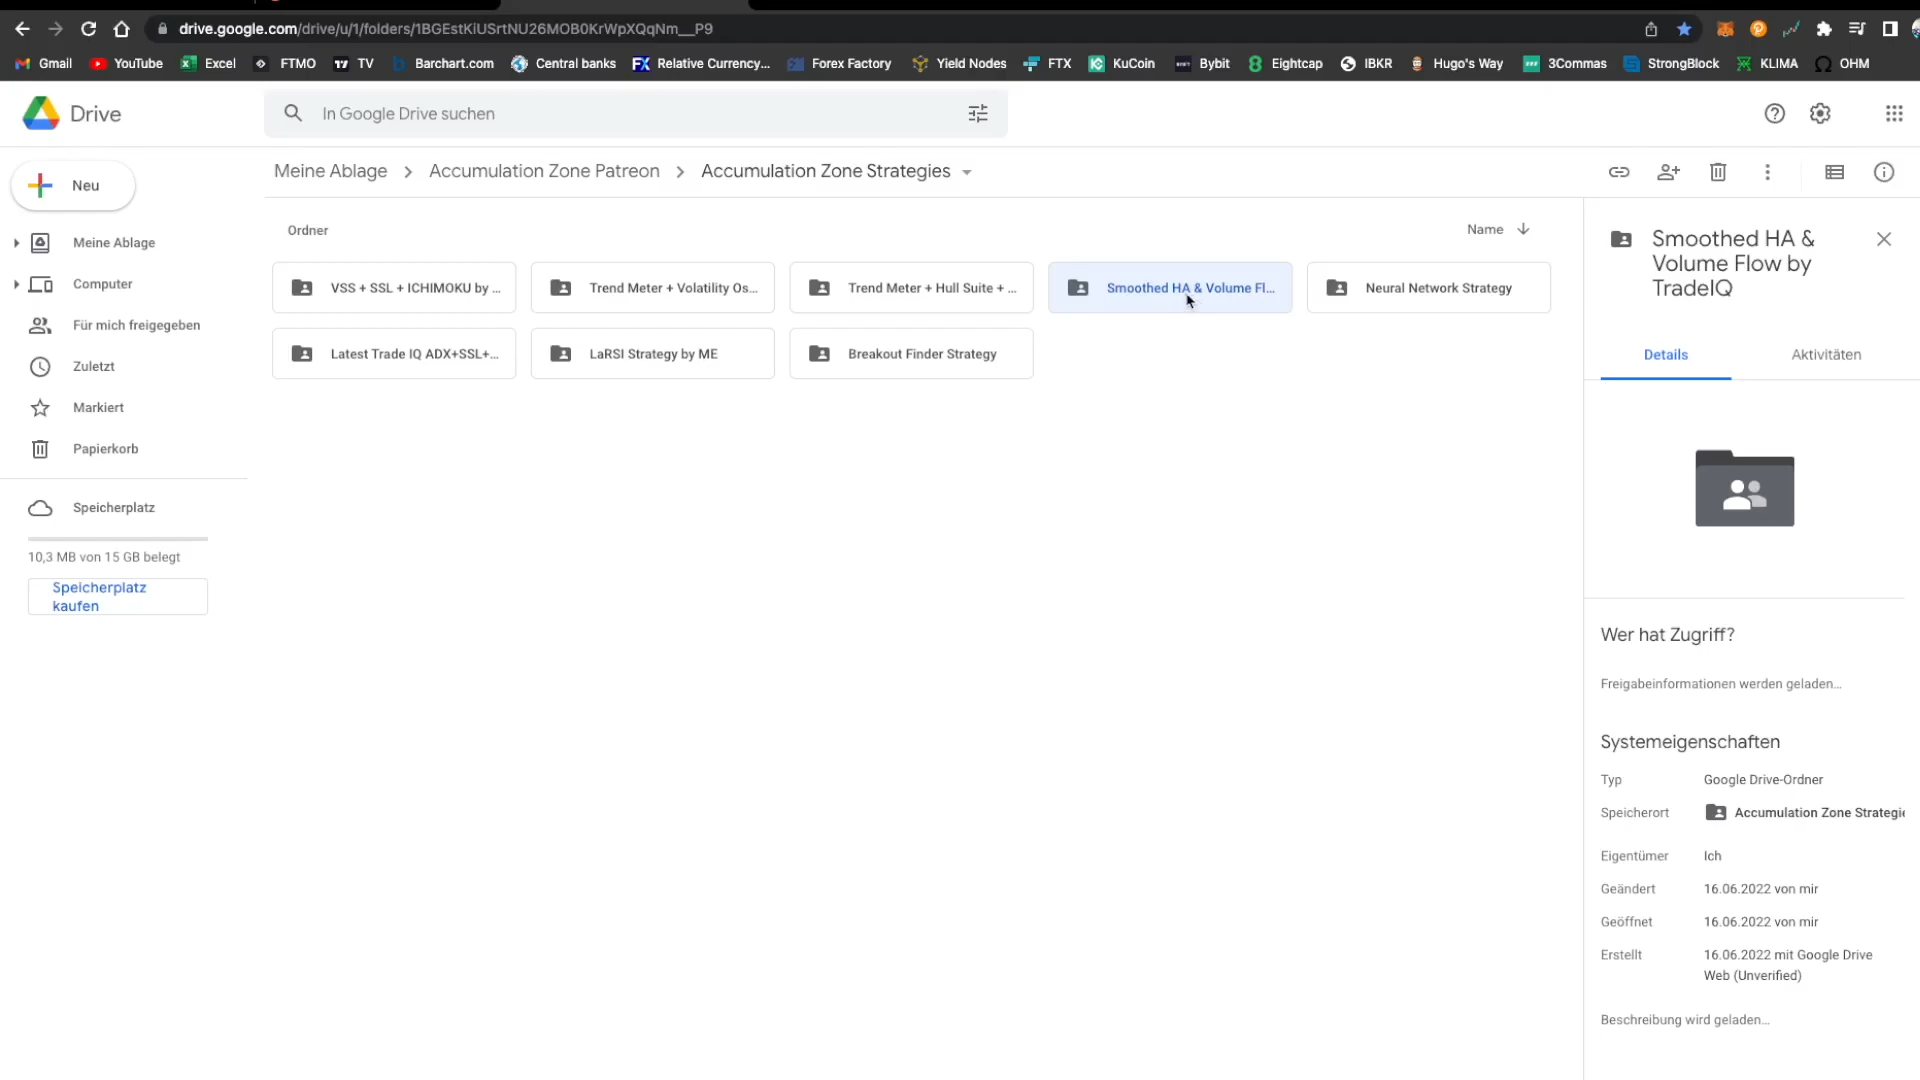 drive.google.com/drive/u/1/folders/1BGEstKiUSrtNU26MOB0KrWpXQqNm__P9
Gmail YouTube Excel FTMO TV Barchart.com Central banks Relative Currency... Forex Factory Yield Nodes FTX KuCoin Bybit Eightcap IBKR Hugo's Way 3Commas StrongBlock KLIMA OHM
Drive
In Google Drive suchen
Neu
Meine Ablage
Computer
Für mich freigegeben
Zuletzt
Markiert
Papierkorb
Speicherplatz
10,3 MB von 15 GB belegt
Speicherplatz
kaufen
Meine Ablage > Accumulation Zone Patreon > Accumulation Zone Strategies
Ordner
Name
VSS + SSL + ICHIMOKU by ...
Trend Meter + Volatility Os...
Trend Meter + Hull Suite + ...
Smoothed HA & Volume Fl...
Neural Network Strategy
Latest Trade IQ ADX+SSL+...
LaRSI Strategy by ME
Breakout Finder Strategy
Smoothed HA &
Volume Flow by
TradeIQ
Details
Aktivitäten
Wer hat Zugriff?
Freigabeinformationen werden geladen...
Systemeigenschaften
Typ Google Drive-Ordner
Speicherort Accumulation Zone Strategie
Eigentümer Ich
Geändert 16.06.2022 von mir
Geöffnet 16.06.2022 von mir
Erstellt 16.06.2022 mit Google Drive
Web (Unverified)
Beschreibung wird geladen...